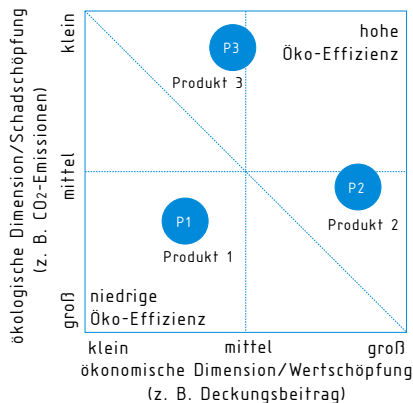 ökologische Dimension/Schadschöpfung
(z. B. CO2-Emissionen)
klein
mittel
groß
hohe
Öko-Effizienz
P3
Produkt 3
P2
Produkt 2
P1
Produkt 1
niedrige
Öko-Effizienz
klein
mittel
groß
ökonomische Dimension/Wertschöpfung
(z. B. Deckungsbeitrag)